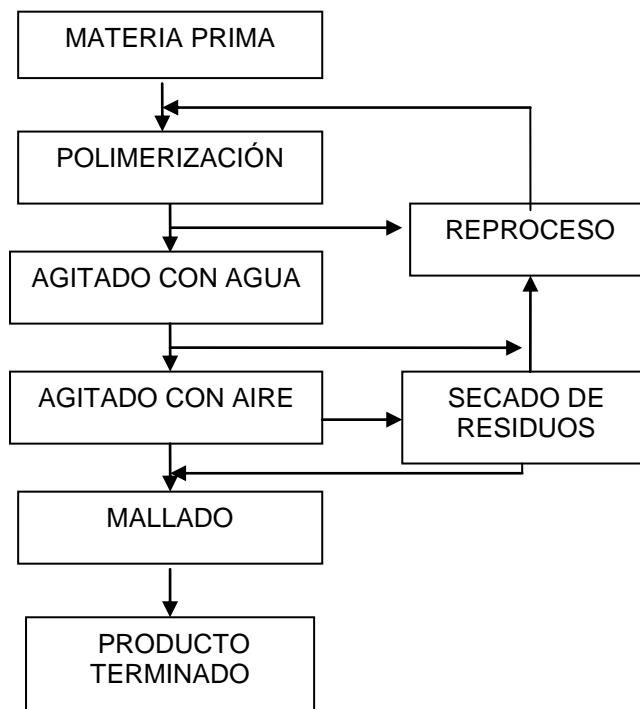 MATERIA PRIMA
POLIMERIZACIÓN
REPROCESO
AGITADO CON AGUA
AGITADO CON AIRE
SECADO DE
RESIDUOS
MALLADO
PRODUCTO
TERMINADO